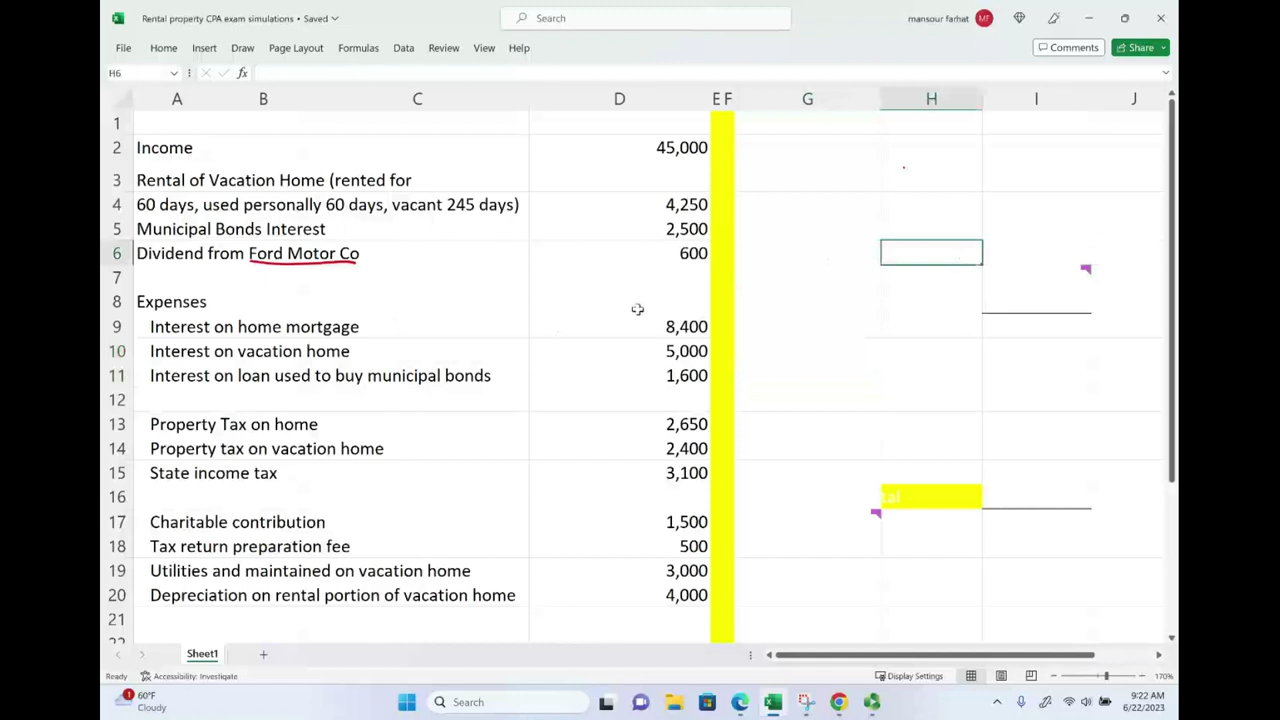 Rental property CPA exam simulations • Saved
Search
mansour farhat
MF
File Home Insert Draw Page Layout Formulas Data Review View Help
Comments
Share
H6
fx
A B C D E F G H I J
1
2 Income 45,000
3 Rental of Vacation Home (rented for
4 60 days, used personally 60 days, vacant 245 days) 4,250
5 Municipal Bonds Interest 2,500
6 Dividend from Ford Motor Co 600
7
8 Expenses
9 Interest on home mortgage 8,400
10 Interest on vacation home 5,000
11 Interest on loan used to buy municipal bonds 1,600
12
13 Property Tax on home 2,650
14 Property tax on vacation home 2,400
15 State income tax 3,100
16 tal
17 Charitable contribution 1,500
18 Tax return preparation fee 500
19 Utilities and maintained on vacation home 3,000
20 Depreciation on rental portion of vacation home 4,000
21
22
Sheet1
Ready Accessibility: Investigate Display Settings 170%
1
60°F
Cloudy
Search
9:22 AM
6/22/2023